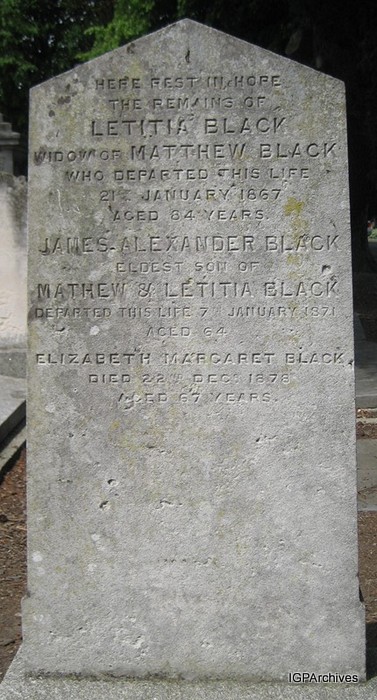 HERE REST IN HOPE
THE REMAINS OF
LETITIA BLACK
WIDOW OF MATTHEW BLACK
WHO DEPARTED THIS LIFE
21ST JANUARY 1867
AGED 84 YEARS.
JAMES ALEXANDER BLACK
ELDEST SON OF
MATHEW & LETITIA BLACK
DEPARTED THIS LIFE 7TH JANUARY 1871
AGED 64
ELIZABETH MARGARET BLACK
DIED 22ND DECR 1878
AGED 67 YEARS.
IGPArchives